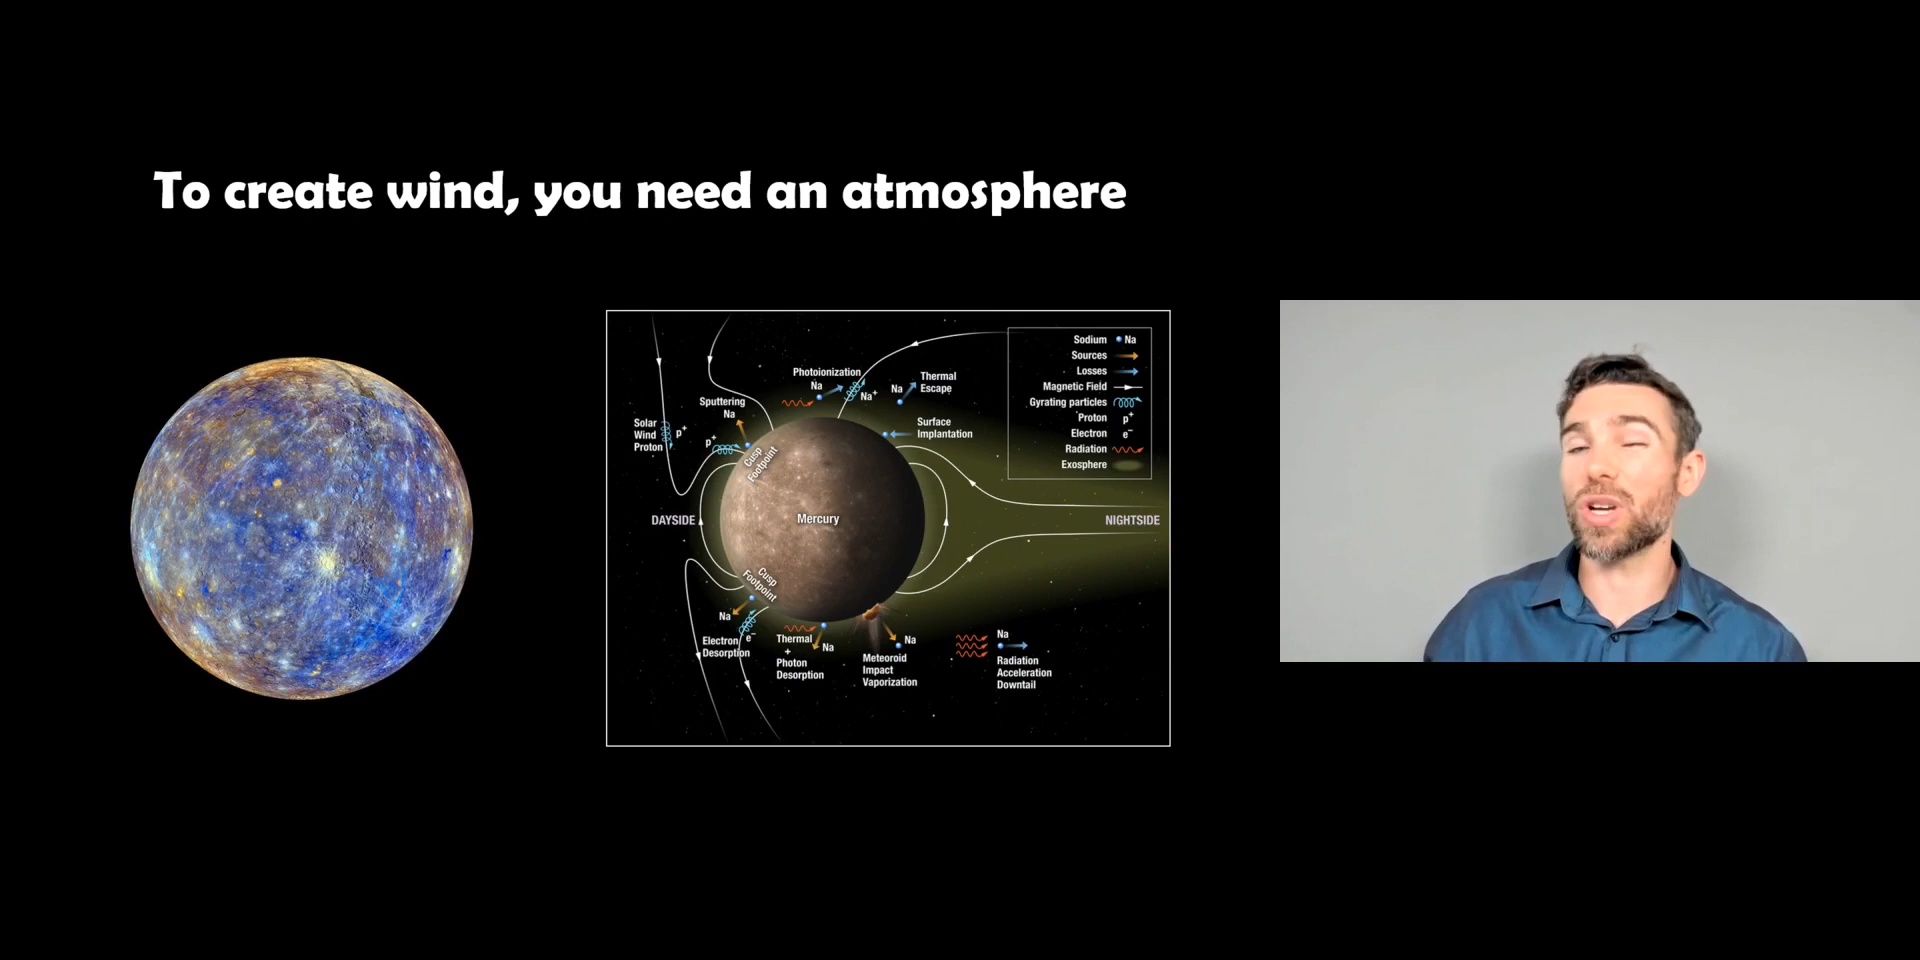 To create wind, you need an atmosphere
Sodium Na
Sources
Losses
Magnetic Field
Gyrating particles
Proton p+
Electron e−
Radiation
Exosphere
Photoionization
Na
Na+
Na
Thermal
Escape
Sputtering
Na
Solar
Wind
Proton
p+
p+
Cusp
Footpoint
Surface
Implantation
DAYSIDE
Mercury
NIGHTSIDE
Cusp
Footpoint
Na
Electron
Desorption
e−
Thermal
+
Photon
Desorption
Na
Na
Meteoroid
Impact
Vaporization
Na
Radiation
Acceleration
Downtail